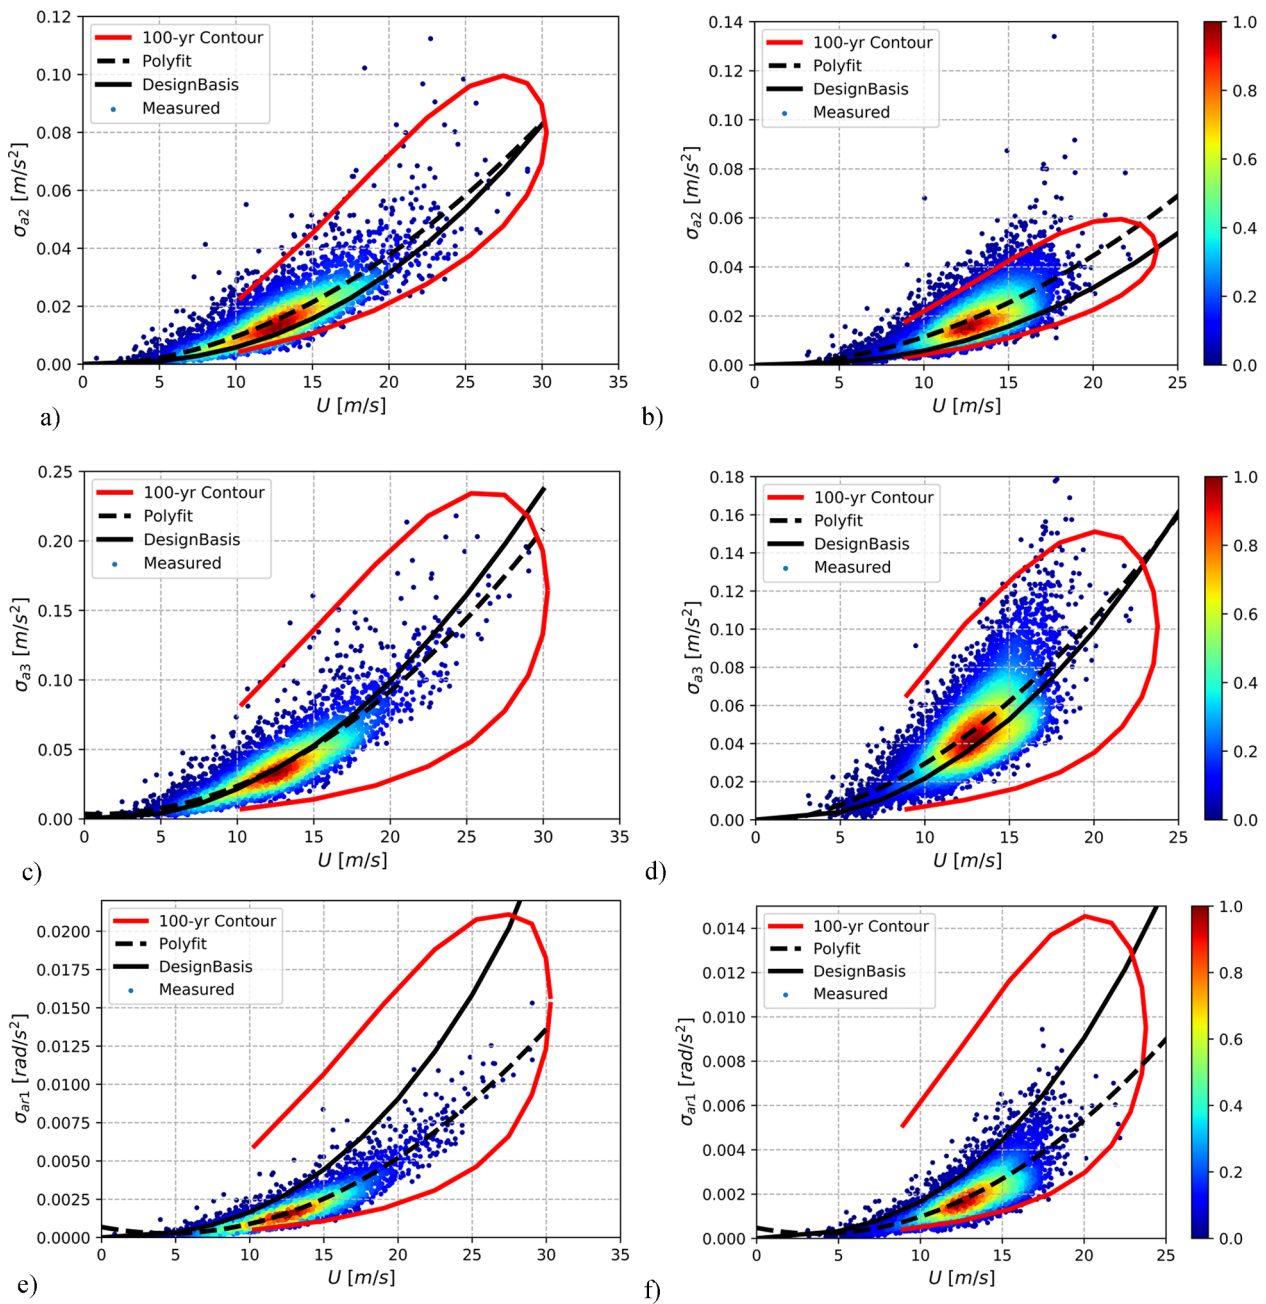 0.12
0.10
0.08
0.06
0.04
0.02
0.00
σa2 [m/s²]
100-yr Contour
Polyfit
DesignBasis
Measured
0 5 10 15 20 25 30 35
U [m/s]
a)
0.14
0.12
0.10
0.08
0.06
0.04
0.02
0.00
σa2 [m/s²]
100-yr Contour
Polyfit
DesignBasis
Measured
0 5 10 15 20 25
U [m/s]
1.0
0.8
0.6
0.4
0.2
0.0
b)
0.25
0.20
0.15
0.10
0.05
0.00
σa3 [m/s²]
100-yr Contour
Polyfit
DesignBasis
Measured
0 5 10 15 20 25 30 35
U [m/s]
c)
0.18
0.16
0.14
0.12
0.10
0.08
0.06
0.04
0.02
0.00
σa3 [m/s²]
100-yr Contour
Polyfit
DesignBasis
Measured
0 5 10 15 20 25
U [m/s]
1.0
0.8
0.6
0.4
0.2
0.0
d)
0.0200
0.0175
0.0150
0.0125
0.0100
0.0075
0.0050
0.0025
0.0000
σar1 [rad/s²]
100-yr Contour
Polyfit
DesignBasis
Measured
0 5 10 15 20 25 30 35
U [m/s]
e)
0.014
0.012
0.010
0.008
0.006
0.004
0.002
0.000
σar1 [rad/s²]
100-yr Contour
Polyfit
DesignBasis
Measured
0 5 10 15 20 25
U [m/s]
1.0
0.8
0.6
0.4
0.2
0.0
f)